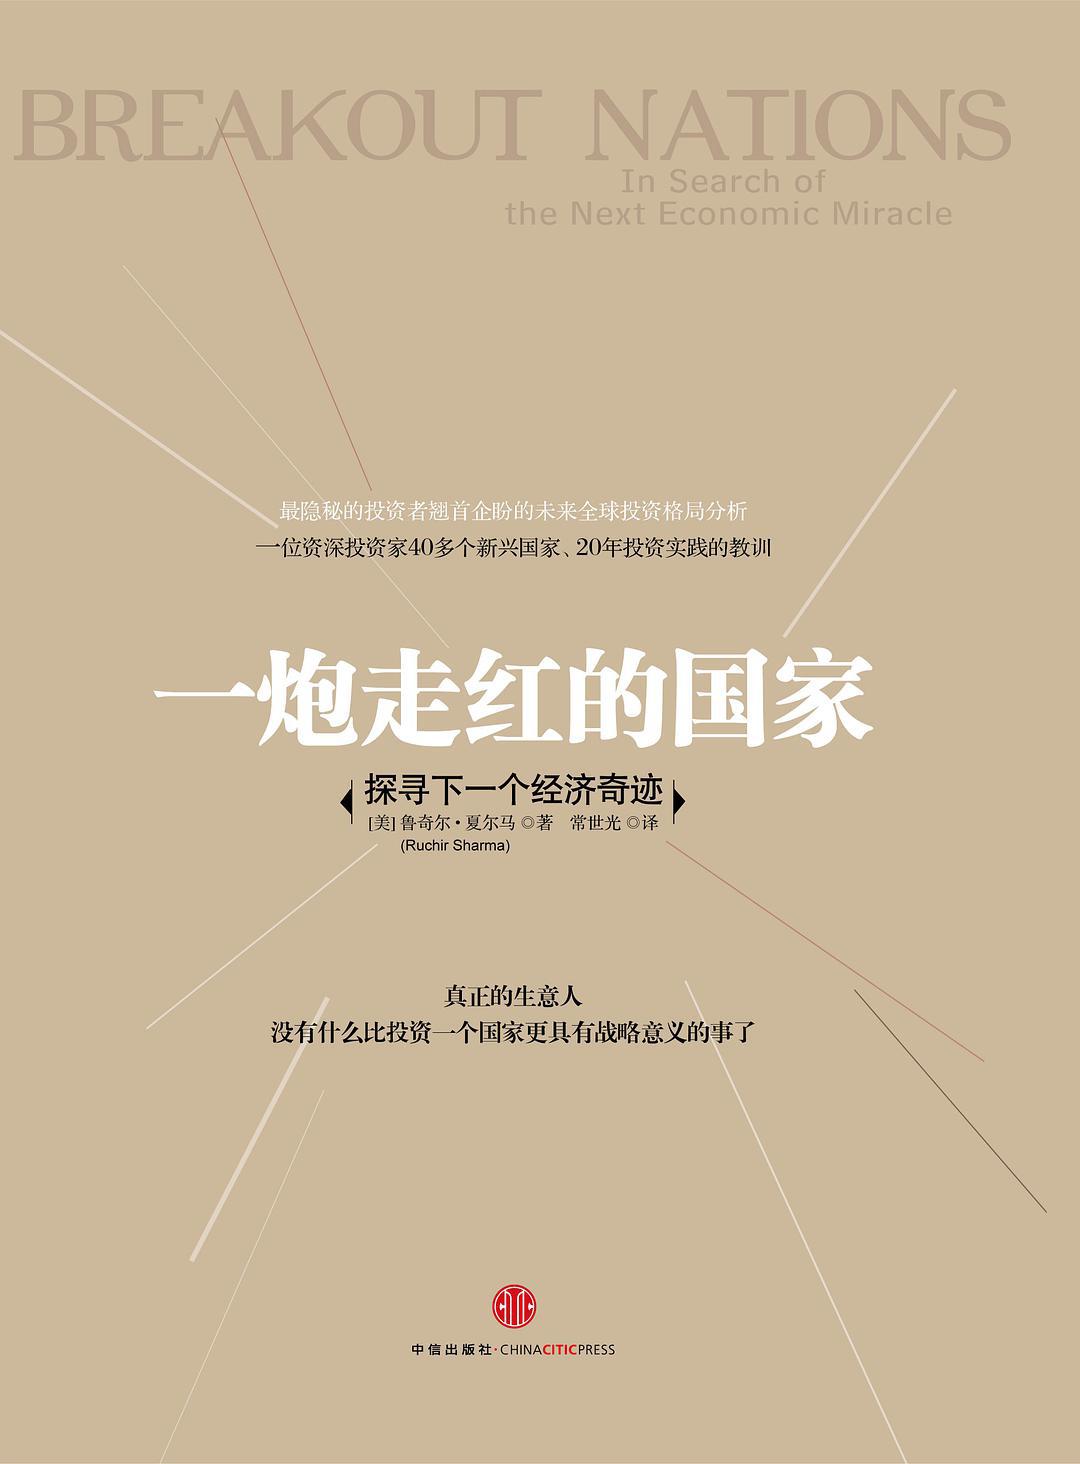 BREAKOUT NATIONS
In Search of
the Next Economic Miracle
最隐秘的投资者翘首企盼的未来全球投资格局分析
一位资深投资家40多个新兴国家、20年投资实践的教训
一炮走红的国家
探寻下一个经济奇迹
[美] 鲁奇尔·夏尔马 ◎著 常世光 ◎译
(Ruchir Sharma)
真正的生意人
没有什么比投资一个国家更具有战略意义的事了
中信出版社·CHINACITICPRESS